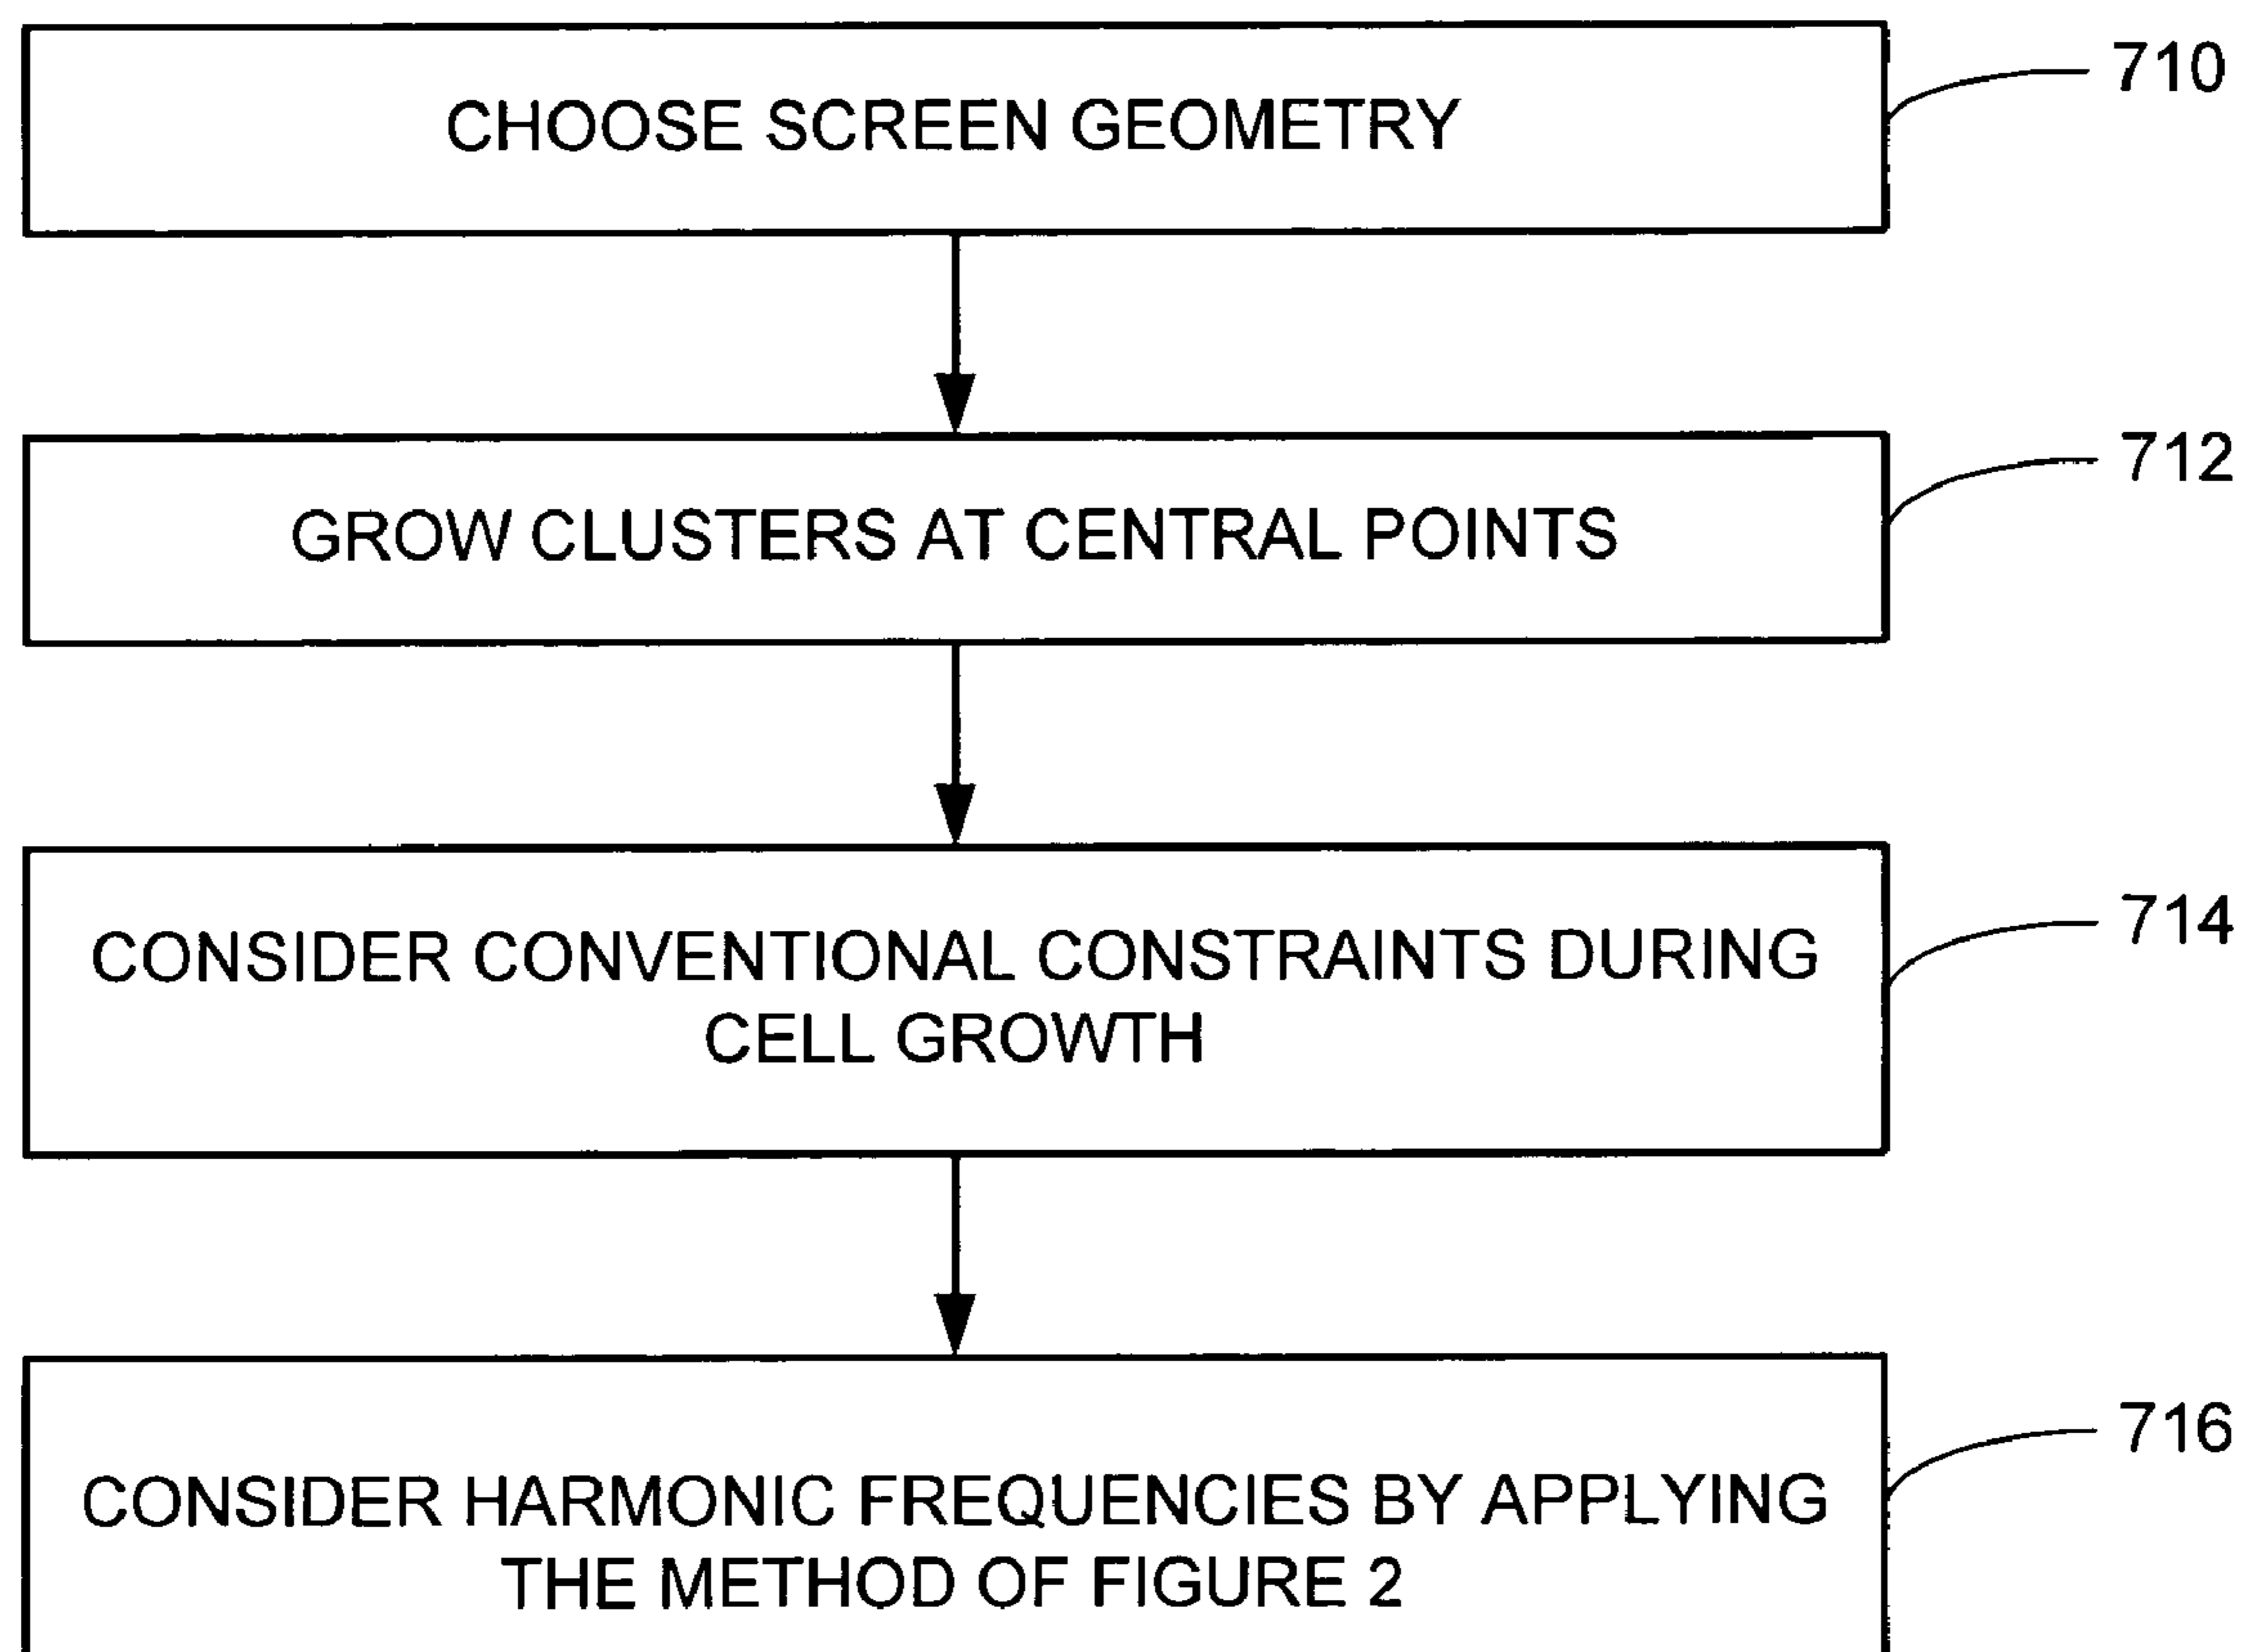 CHOOSE SCREEN GEOMETRY
710
GROW CLUSTERS AT CENTRAL POINTS
712
CONSIDER CONVENTIONAL CONSTRAINTS DURING
CELL GROWTH
714
CONSIDER HARMONIC FREQUENCIES BY APPLYING
THE METHOD OF FIGURE 2
716